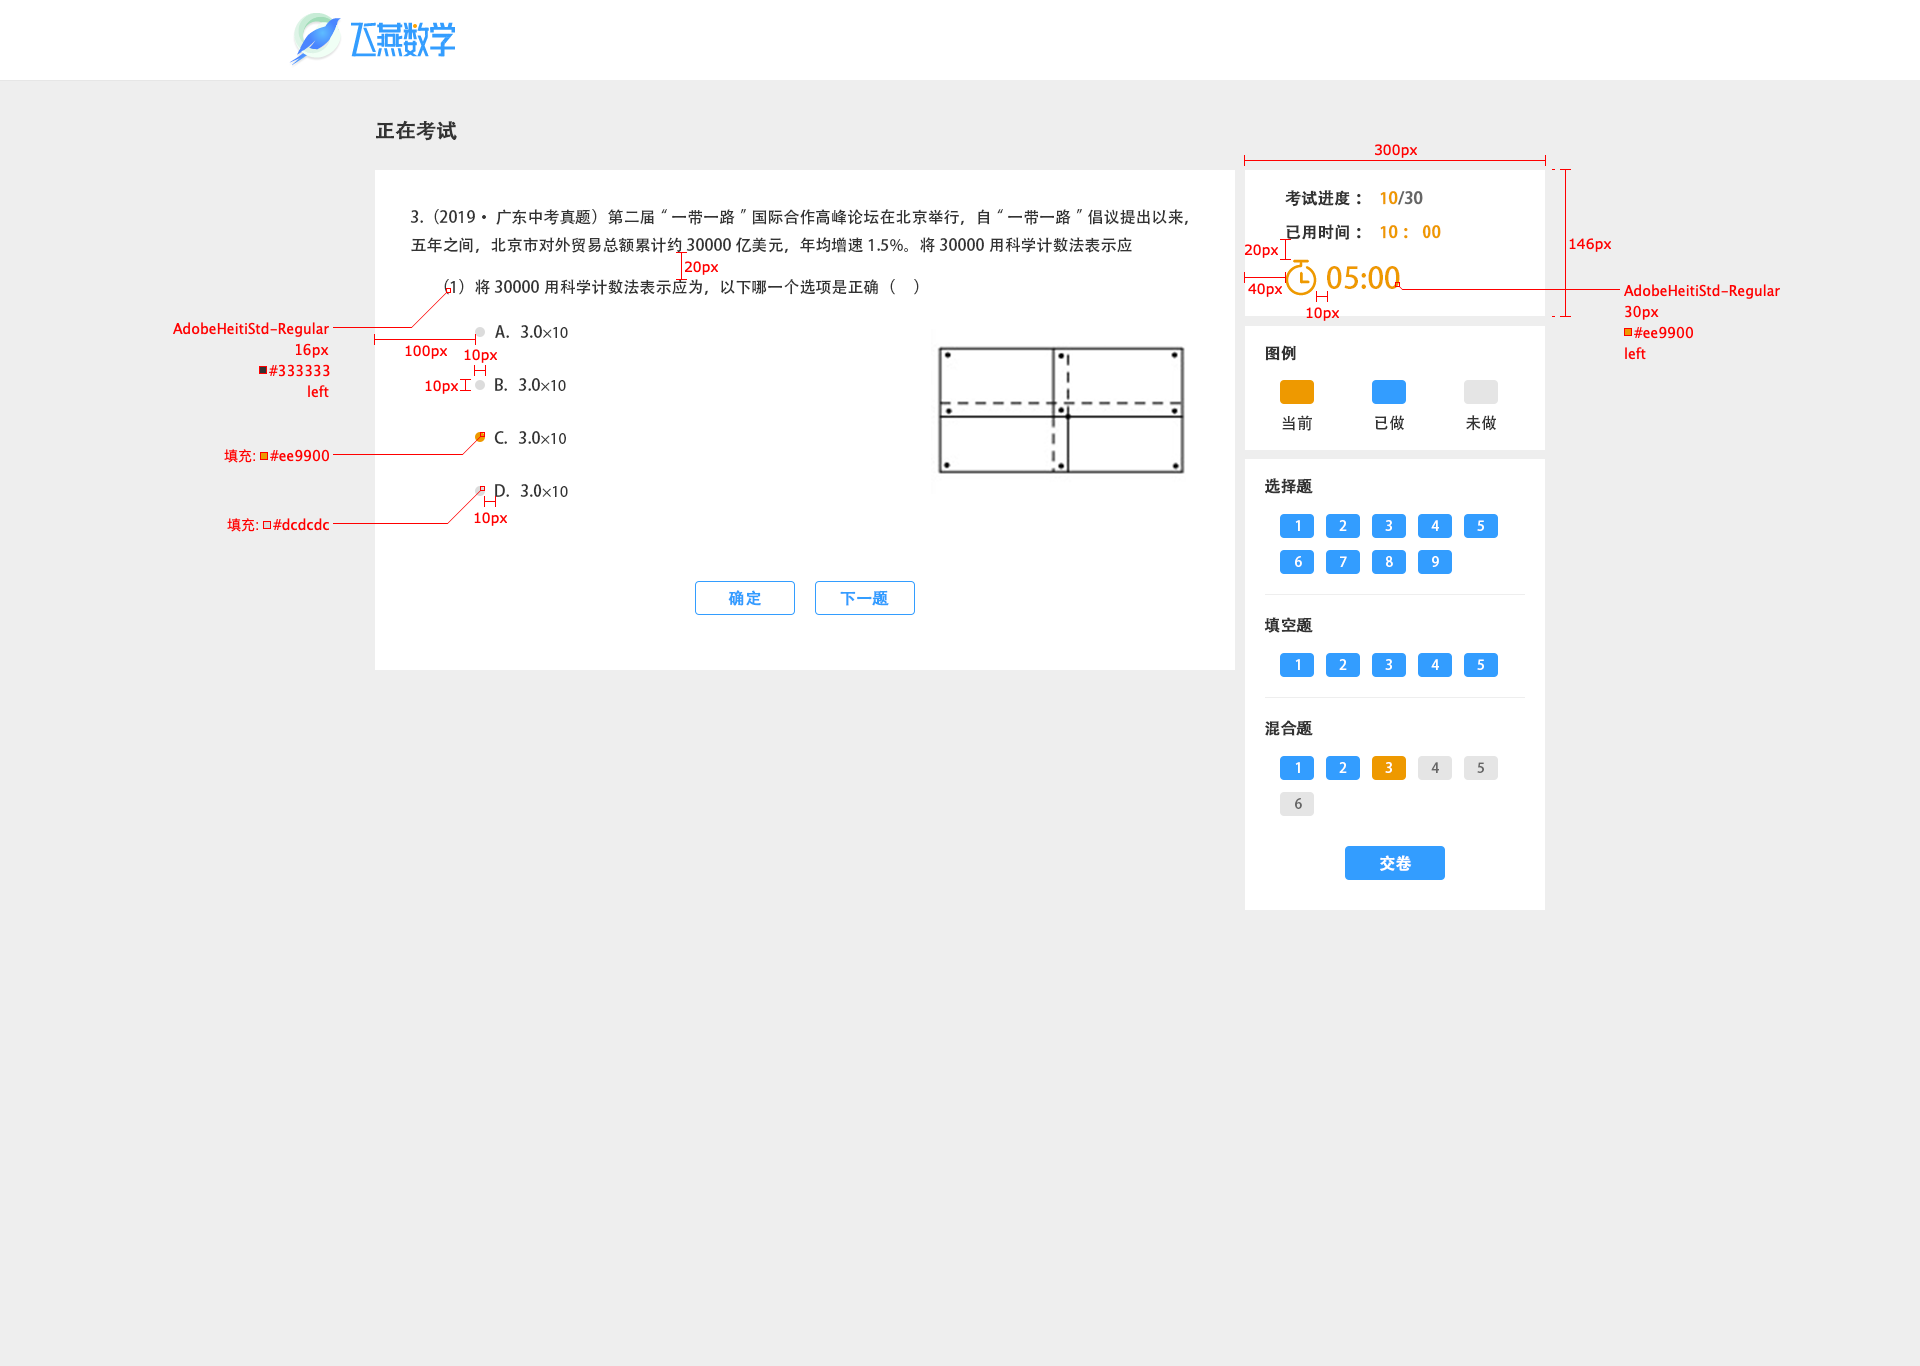 飞燕数学
正在考试
3.（2019• 广东中考真题）第二届“一带一路”国际合作高峰论坛在北京举行，自“一带一路”倡议提出以来，
五年之间，北京市对外贸易总额累计约 30000 亿美元，年均增速 1.5%。将 30000 用科学计数法表示应
20px
（1）将 30000 用科学计数法表示应为，以下哪一个选项是正确（ ）
AdobeHeitiStd-Regular
16px
#333333
left
100px
10px
10px
A. 3.0×10
B. 3.0×10
C. 3.0×10
D. 3.0×10
填充: #ee9900
填充: #dcdcdc
10px
确定
下一题
300px
146px
考试进度： 10/30
已用时间： 10： 00
20px
40px
05:00
10px
AdobeHeitiStd-Regular
30px
#ee9900
left
图例
当前 已做 未做
选择题
1 2 3 4 5
6 7 8 9
填空题
1 2 3 4 5
混合题
1 2 3 4 5
6
交卷